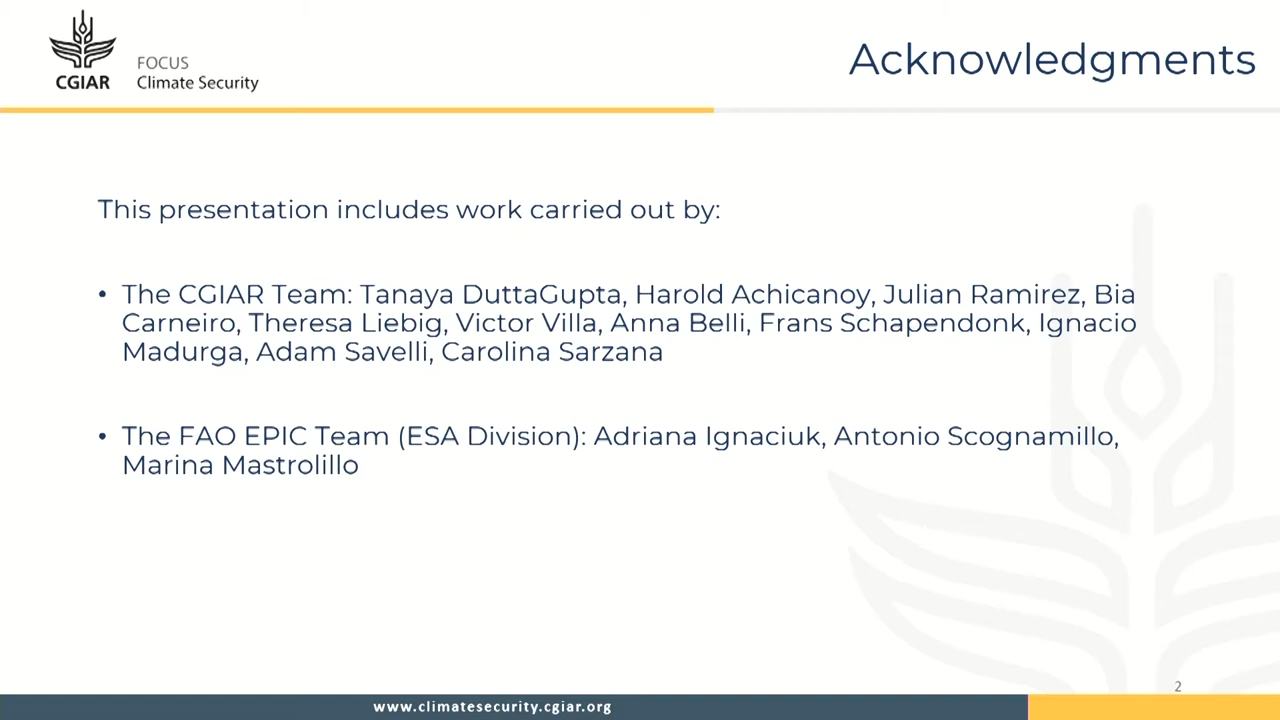 CGIAR
FOCUS
Climate Security
Acknowledgments
This presentation includes work carried out by:
• The CGIAR Team: Tanaya DuttaGupta, Harold Achicanoy, Julian Ramirez, Bia
Carneiro, Theresa Liebig, Victor Villa, Anna Belli, Frans Schapendonk, Ignacio
Madurga, Adam Savelli, Carolina Sarzana
• The FAO EPIC Team (ESA Division): Adriana Ignaciuk, Antonio Scognamillo,
Marina Mastrolillo
2
www.climatesecurity.cgiar.org